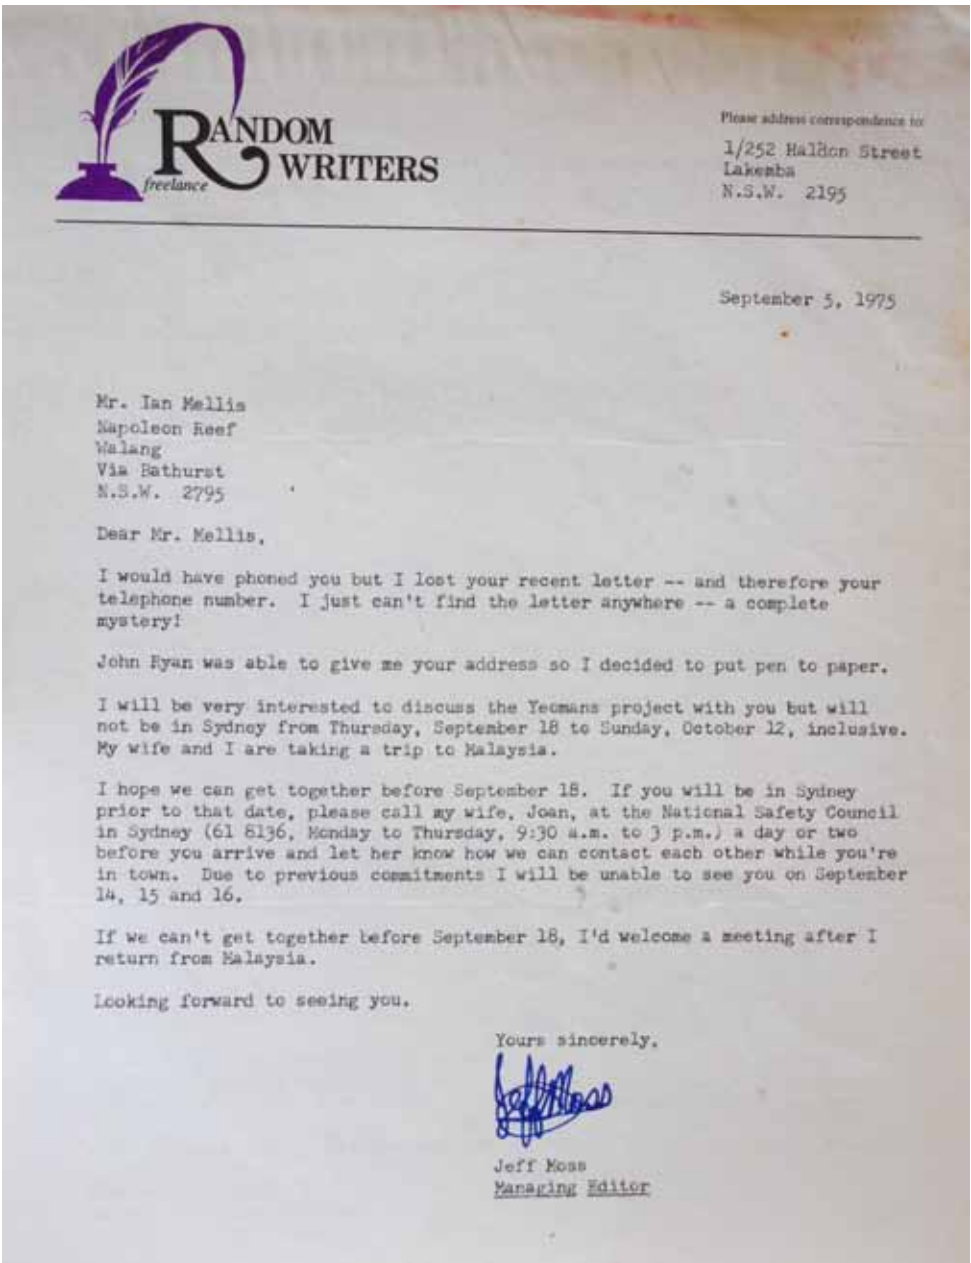 RANDOM
WRITERS
freelance
Please address correspondence to:
1/252 Haldon Street
Lakemba
N.S.W. 2195
September 5, 1975
Mr. Ian Mellis
Napoleon Reef
Walang
Via Bathurst
N.S.W. 2795
Dear Mr. Mellis,
I would have phoned you but I lost your recent letter -- and therefore your
telephone number. I just can't find the letter anywhere -- a complete
mystery!
John Ryan was able to give me your address so I decided to put pen to paper.
I will be very interested to discuss the Yeomans project with you but will
not be in Sydney from Thursday, September 18 to Sunday, October 12, inclusive.
My wife and I are taking a trip to Malaysia.
I hope we can get together before September 18. If you will be in Sydney
prior to that date, please call my wife, Joan, at the National Safety Council
in Sydney (61 8136, Monday to Thursday, 9:30 a.m. to 3 p.m.) a day or two
before you arrive and let her know how we can contact each other while you're
in town. Due to previous commitments I will be unable to see you on September
14, 15 and 16.
If we can't get together before September 18, I'd welcome a meeting after I
return from Malaysia.
Looking forward to seeing you.
Yours sincerely,
Jeff Moss
Jeff Moss
Managing Editor